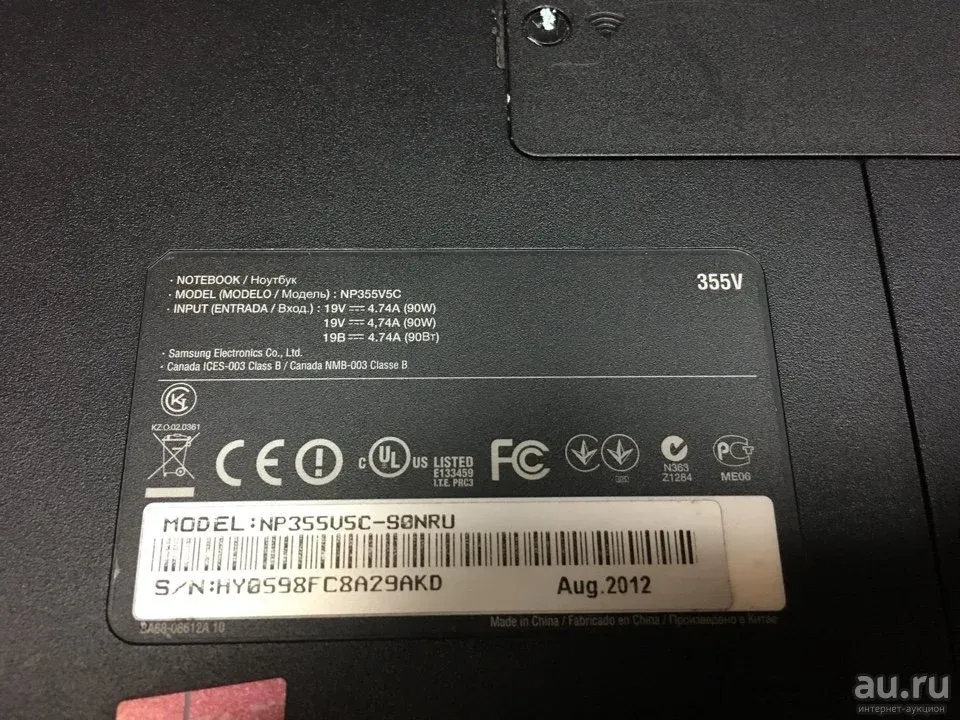 · NOTEBOOK / Ноутбук
355V
· MODEL (MODELO / Модель) : NP355V5C
· INPUT (ENTRADA / Вход.) : 19V ⎓ 4.74A (90W)
19V ⎓ 4,74A (90W)
19В ⎓ 4.74A (90Вт)
· Samsung Electronics Co., Ltd.
· Canada ICES-003 Class B / Canada NMB-003 Classe B
KZ.O.02.0361
CE
c UL US LISTED
E133459
I.T.E. PRC3
FC
N363
Z1284
ME06
MODEL:NP355V5C-S0NRU
S/N:HY0598FC8A29AKD
Aug.2012
BA68-08612A 10
Made in China / Fabricado en China / Произведено в Китае
au.ru
интернет-аукцион